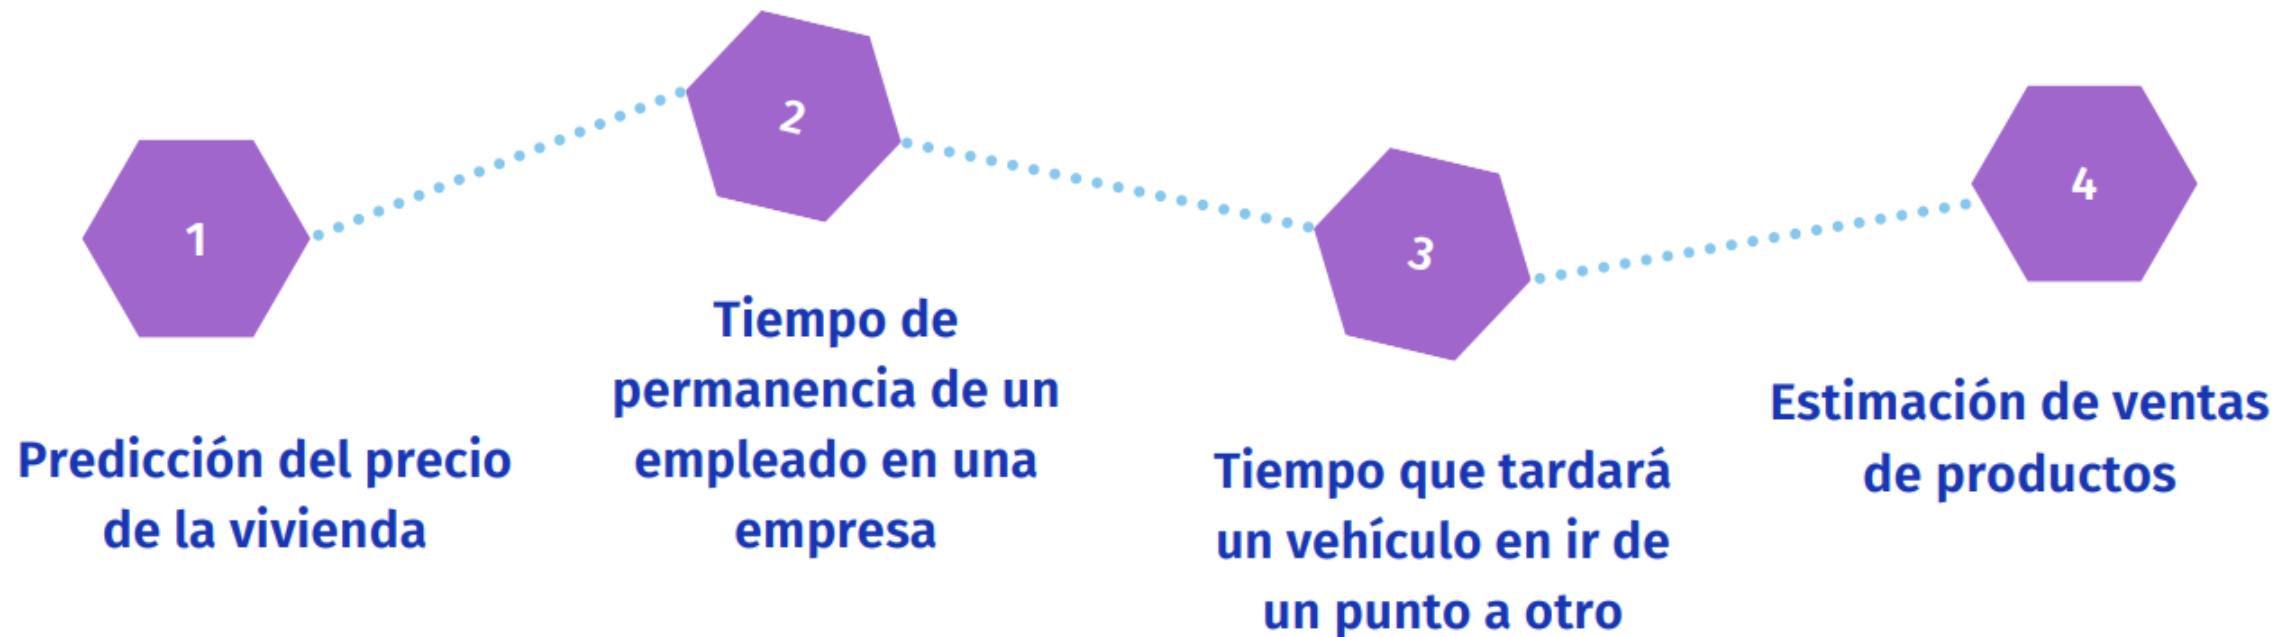 1
Predicción del precio
de la vivienda
2
Tiempo de
permanencia de un
empleado en una
empresa
3
Tiempo que tardará
un vehículo en ir de
un punto a otro
4
Estimación de ventas
de productos